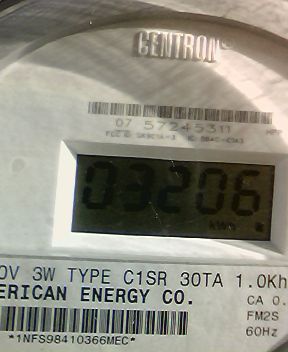 CENTRON
07 57245311
03206
kWh
0V 3W TYPE C1SR 30TA 1.0Kh
ERICAN ENERGY CO.
CA 0.
FM2S
60Hz
*1NFS98410366MEC*